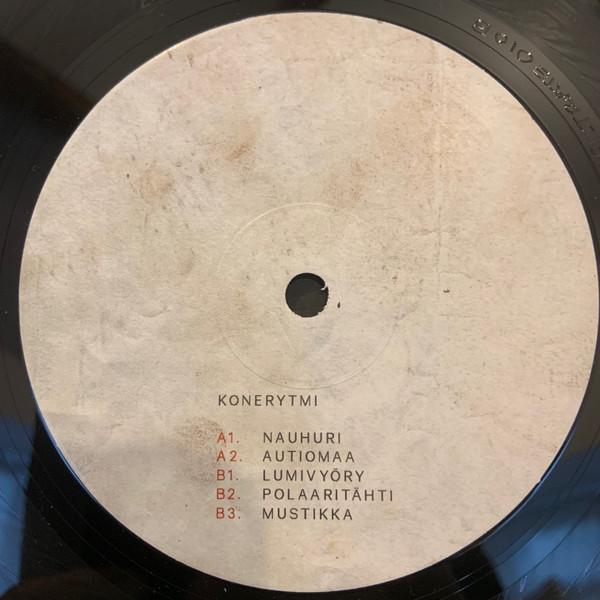 KONERYTMI
A1. NAUHURI
A2. AUTIOMAA
B1. LUMIVYÖRY
B2. POLAARITÄHTI
B3. MUSTIKKA